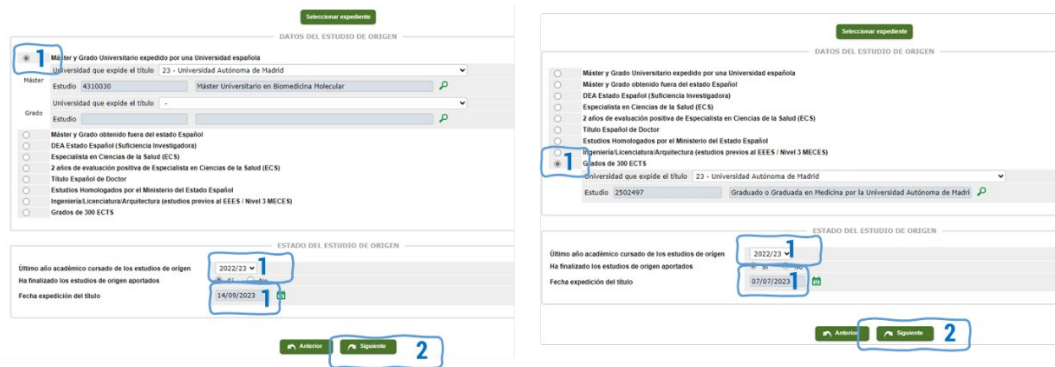 Seleccionar expediente
DATOS DEL ESTUDIO DE ORIGEN
1
Máster y Grado Universitario expedido por una Universidad española
Universidad que expide el título 23 - Universidad Autónoma de Madrid
Máster
Estudio 4310030 Máster Universitario en Biomedicina Molecular
Universidad que expide el título -
Grado
Estudio
Máster y Grado obtenido fuera del estado Español
DEA Estado Español (Suficiencia Investigadora)
Especialista en Ciencias de la Salud (ECS)
2 años de evaluación positiva de Especialista en Ciencias de la Salud (ECS)
Título Español de Doctor
Estudios Homologados por el Ministerio del Estado Español
Ingeniería/Licenciatura/Arquitectura (estudios previos al EEES / Nivel 3 MECES)
Grados de 300 ECTS
ESTADO DEL ESTUDIO DE ORIGEN
Último año académico cursado de los estudios de origen 2022/23 1
Ha finalizado los estudios de origen aportados Sí No
Fecha expedición del título 14/09/2023 1
Anterior Siguiente 2
Seleccionar expediente
DATOS DEL ESTUDIO DE ORIGEN
Máster y Grado Universitario expedido por una Universidad española
Máster y Grado obtenido fuera del estado Español
DEA Estado Español (Suficiencia Investigadora)
Especialista en Ciencias de la Salud (ECS)
2 años de evaluación positiva de Especialista en Ciencias de la Salud (ECS)
Título Español de Doctor
Estudios Homologados por el Ministerio del Estado Español
Ingeniería/Licenciatura/Arquitectura (estudios previos al EEES / Nivel 3 MECES)
1 Grados de 300 ECTS
Universidad que expide el título 23 - Universidad Autónoma de Madrid
Estudio 2502497 Graduado o Graduada en Medicina por la Universidad Autónoma de Madri
ESTADO DEL ESTUDIO DE ORIGEN
Último año académico cursado de los estudios de origen 2022/23 1
Ha finalizado los estudios de origen aportados Sí No
Fecha expedición del título 07/07/2023 1
Anterior Siguiente 2